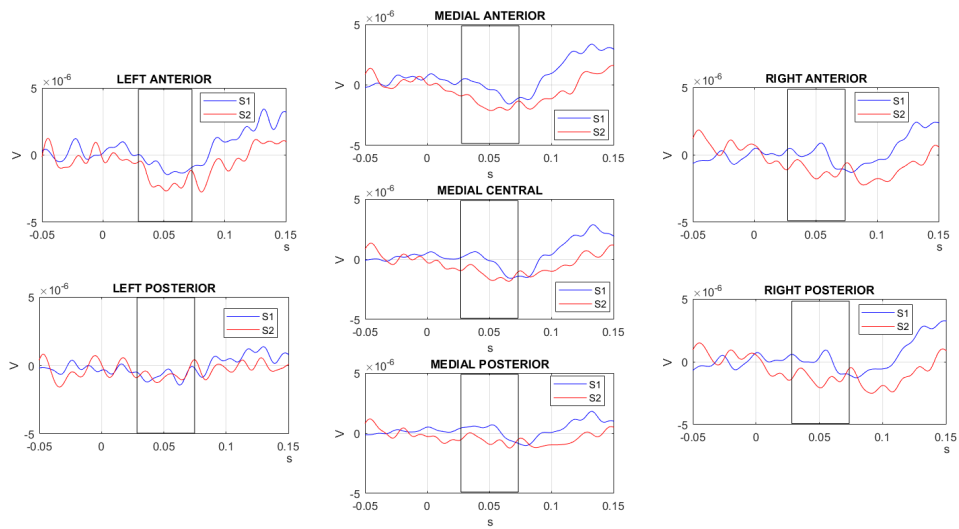 LEFT ANTERIOR
×10⁻⁶
5
0
-5
V
-0.05 0 0.05 0.1 0.15
s
S1
S2
LEFT POSTERIOR
×10⁻⁶
5
0
-5
V
-0.05 0 0.05 0.1 0.15
s
S1
S2
MEDIAL ANTERIOR
×10⁻⁶
5
0
-5
V
-0.05 0 0.05 0.1 0.15
s
S1
S2
MEDIAL CENTRAL
×10⁻⁶
5
0
-5
V
-0.05 0 0.05 0.1 0.15
s
S1
S2
MEDIAL POSTERIOR
×10⁻⁶
5
0
-5
V
-0.05 0 0.05 0.1 0.15
s
S1
S2
RIGHT ANTERIOR
×10⁻⁶
5
0
-5
V
-0.05 0 0.05 0.1 0.15
s
S1
S2
RIGHT POSTERIOR
×10⁻⁶
5
0
-5
V
-0.05 0 0.05 0.1 0.15
s
S1
S2